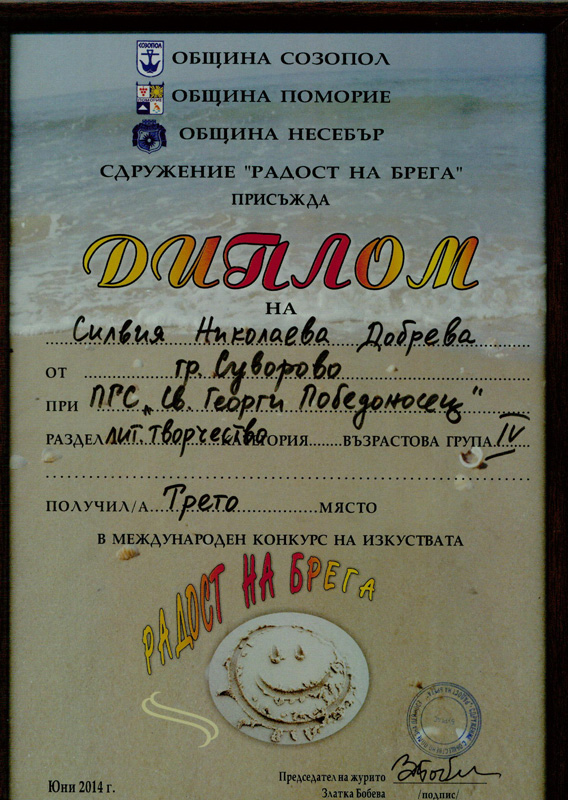 СОЗОПОЛ
ОБЩИНА СОЗОПОЛ
ОБЩИНА ПОМОРИЕ
ОБЩИНА НЕСЕБЪР
СДРУЖЕНИЕ "РАДОСТ НА БРЕГА"
ПРИСЪЖДА
ДИПЛОМ
НА
Силвия Николаева Добрева
ОТ гр. Суворово
ПРИ ПГС „Св. Георги Победоносец"
РАЗДЕЛ лит. творчество ВЪЗРАСТОВА ГРУПА IV
ПОЛУЧИЛ/А Трето МЯСТО
В МЕЖДУНАРОДЕН КОНКУРС НА ИЗКУСТВАТА
РАДОСТ НА БРЕГА
Юни 2014 г.
Председател на журито
Златка Бобева /подпис/